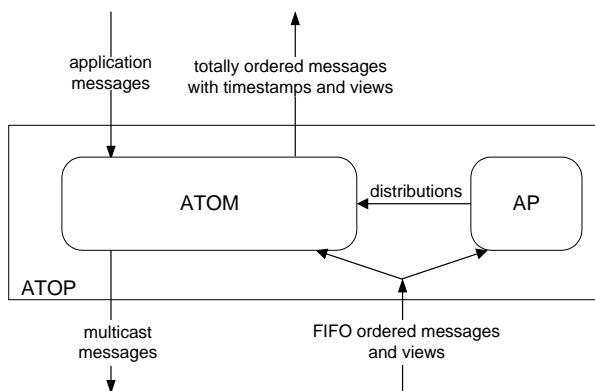 application
messages
totally ordered messages
with timestamps and views
ATOM
distributions
AP
ATOP
multicast
messages
FIFO ordered messages
and views